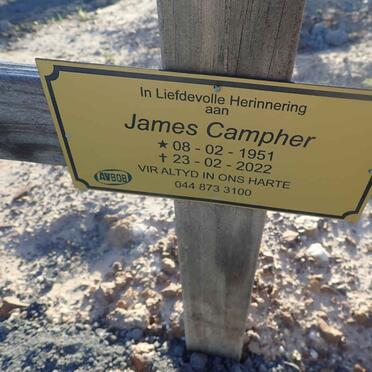 In Liefdevolle Herinnering
aan
James Campher
★ 08 - 02 - 1951
✝ 23 - 02 - 2022
VIR ALTYD IN ONS HARTE
AVBOB
044 873 3100